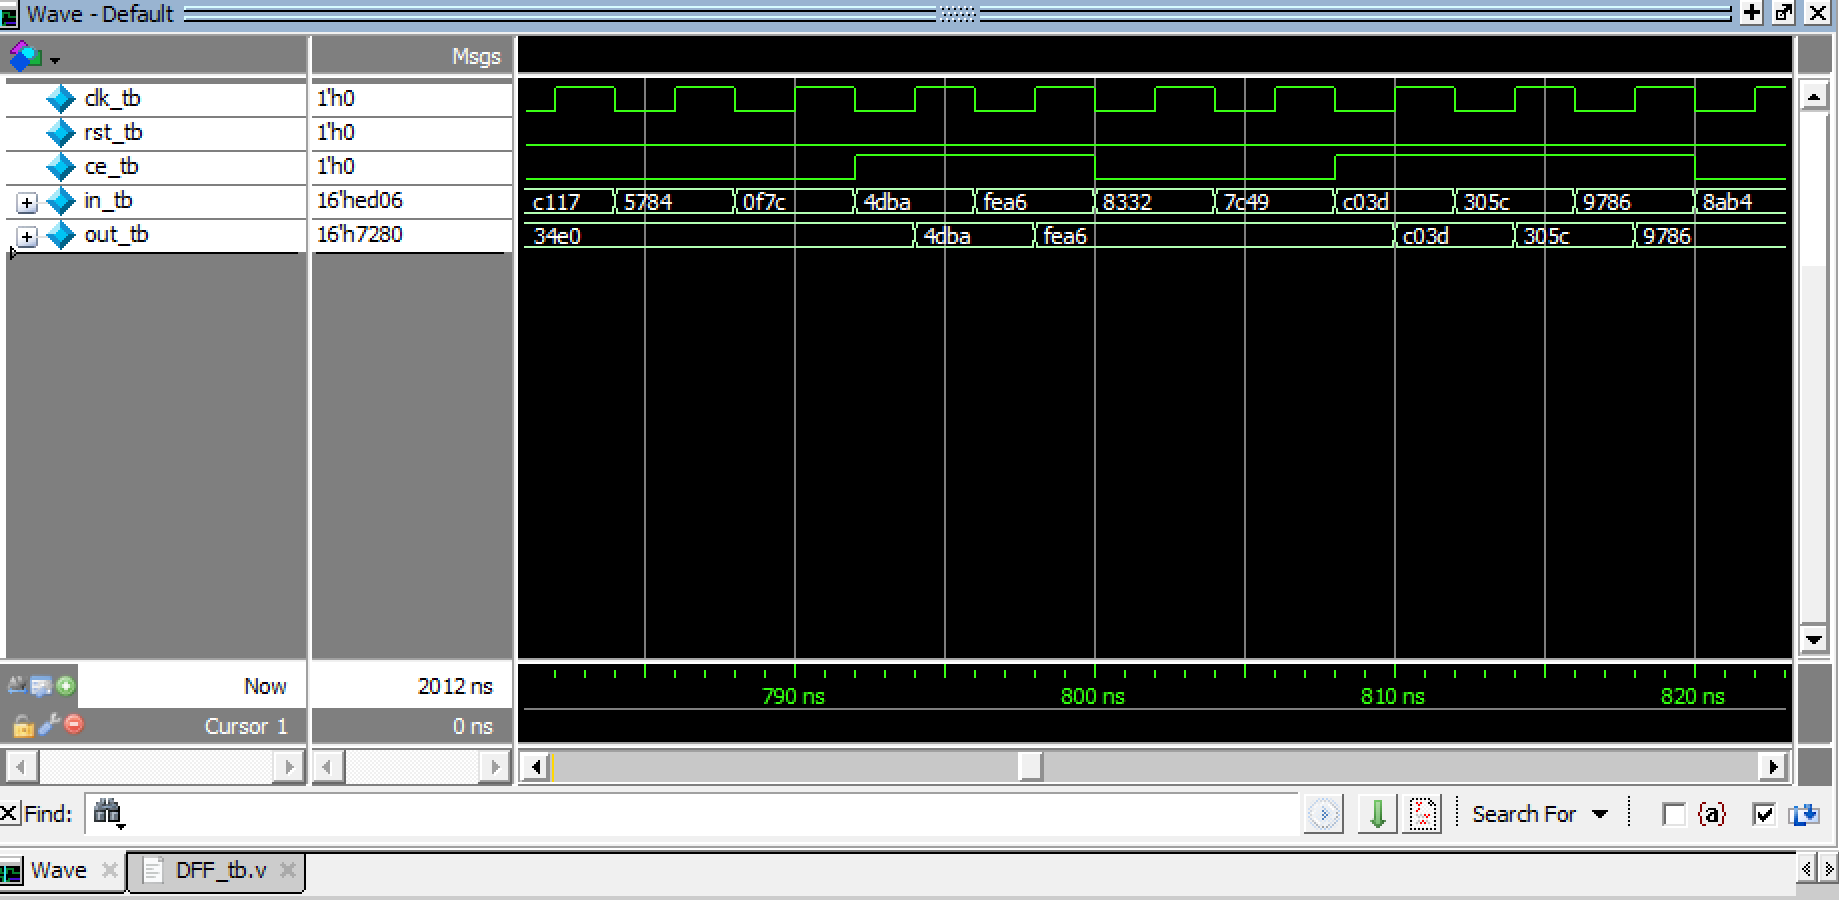 Wave - Default
Msgs
clk_tb 1'h0
rst_tb 1'h0
ce_tb 1'h0
in_tb 16'hed06 c117 5784 0f7c 4dba fea6 8332 7c49 c03d 305c 9786 8ab4
out_tb 16'h7280 34e0 4dba fea6 c03d 305c 9786
Now 2012 ns 790 ns 800 ns 810 ns 820 ns
Cursor 1 0 ns
Find: Search For {a}
Wave DFF_tb.v